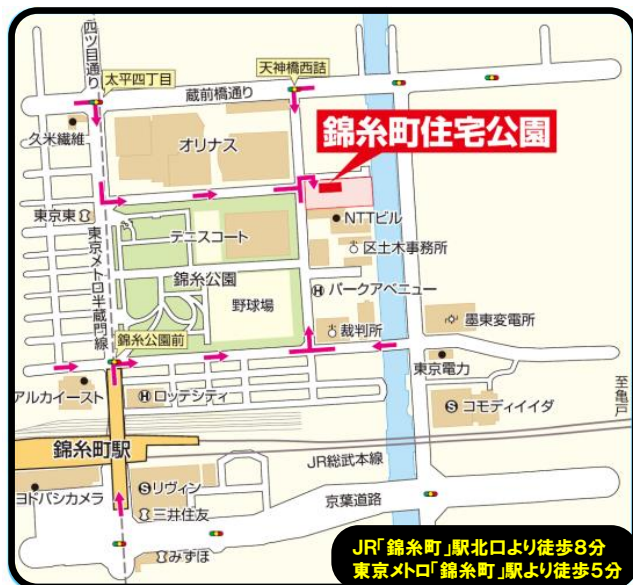 四ツ目通り
太平四丁目
天神橋西詰
蔵前橋通り
久米繊維
オリナス
錦糸町住宅公園
東京東
テニスコート
NTTビル
区土木事務所
東京メトロ半蔵門線
錦糸公園
野球場
パークアベニュー
裁判所
墨東変電所
錦糸公園前
東京電力
アルカイースト
ロッテシティ
コモディイイダ
至亀戸
錦糸町駅
JR総武本線
ヨドバシカメラ
リヴィン
京葉道路
三井住友
みずほ
JR「錦糸町」駅北口より徒歩8分
東京メトロ「錦糸町」駅より徒歩5分